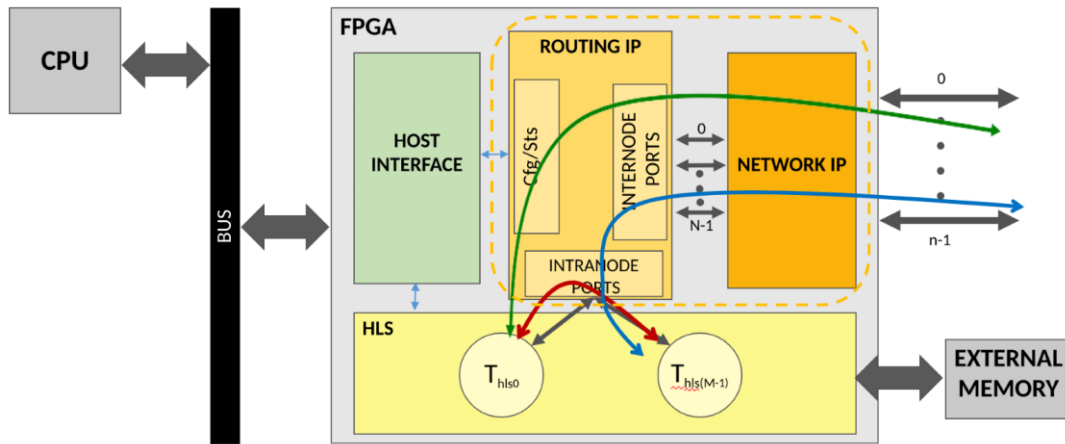 CPU
BUS
FPGA
HOST
INTERFACE
ROUTING IP
Cfg/Sts
INTERNODE
PORTS
INTRANODE
PORTS
0
N-1
NETWORK IP
0
n-1
HLS
Thls0
Thls(M-1)
EXTERNAL
MEMORY